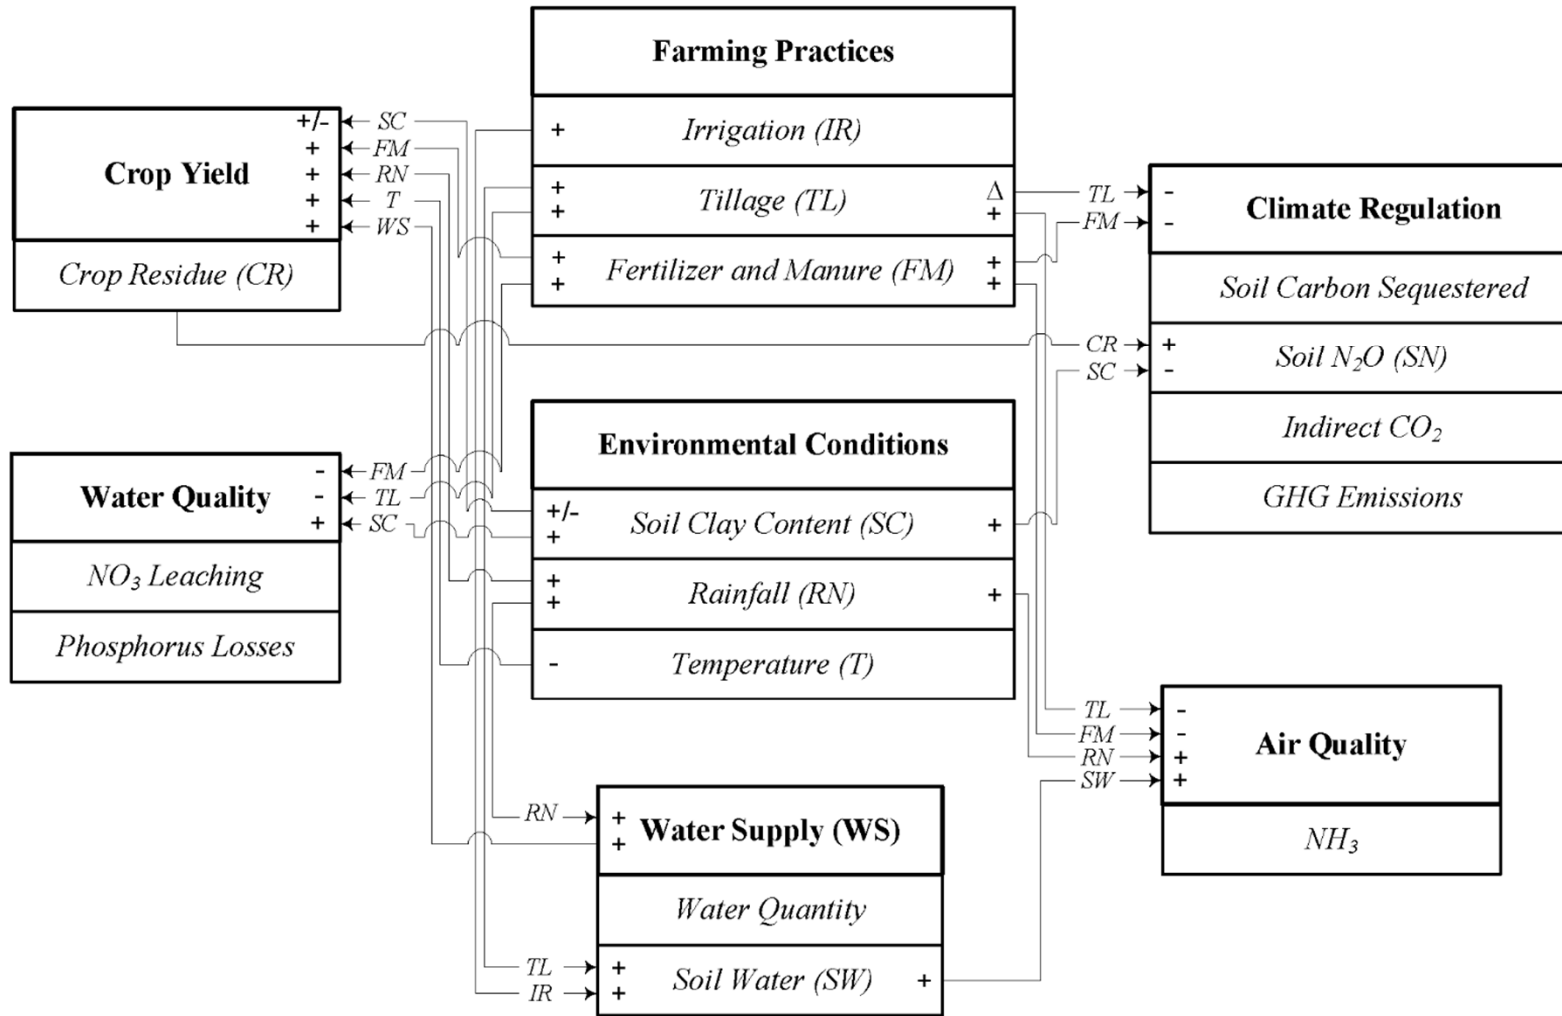 Farming Practices
+ Irrigation (IR)
+ Δ
+ Tillage (TL) +
+ +
+ Fertilizer and Manure (FM) +
+/- SC
+ FM
Crop Yield + RN
+ T
+ WS
Crop Residue (CR)
TL -
FM -
Climate Regulation
Soil Carbon Sequestered
CR + Soil N₂O (SN)
SC -
Indirect CO₂
GHG Emissions
Environmental Conditions
+/- Soil Clay Content (SC) +
+
+ Rainfall (RN) +
+
- Temperature (T)
- FM
Water Quality - TL
+ SC
NO₃ Leaching
Phosphorus Losses
TL -
FM - Air Quality
RN +
SW +
NH₃
RN + Water Supply (WS)
+
Water Quantity
TL + Soil Water (SW) +
IR +